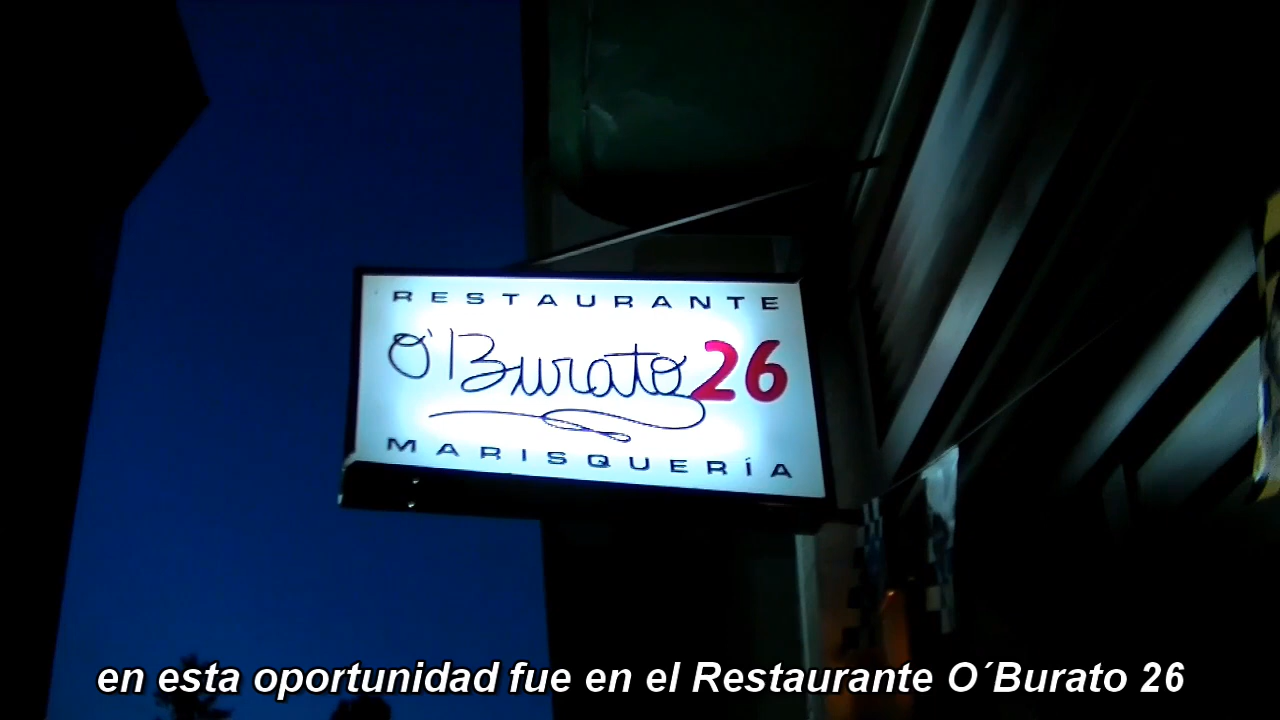 RESTAURANTE
O'Burato 26
MARISQUERÍA
en esta oportunidad fue en el Restaurante O´Burato 26